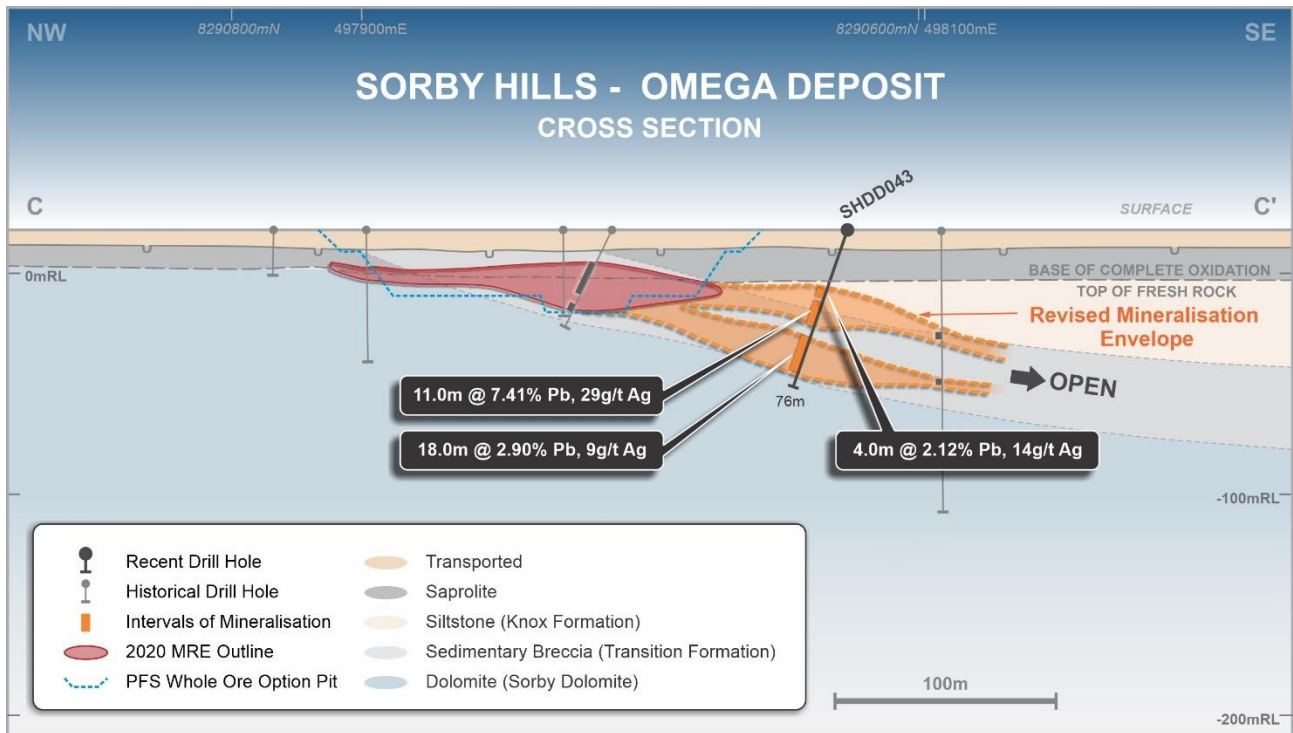 NW
8290800mN
497900mE
8290600mN
498100mE
SE
SORBY HILLS - OMEGA DEPOSIT
CROSS SECTION
C
SHDD043
SURFACE
C'
0mRL
BASE OF COMPLETE OXIDATION
TOP OF FRESH ROCK
Revised Mineralisation
Envelope
11.0m @ 7.41% Pb, 29g/t Ag
76m
OPEN
18.0m @ 2.90% Pb, 9g/t Ag
4.0m @ 2.12% Pb, 14g/t Ag
-100mRL
Recent Drill Hole
Historical Drill Hole
Intervals of Mineralisation
2020 MRE Outline
PFS Whole Ore Option Pit
Transported
Saprolite
Siltstone (Knox Formation)
Sedimentary Breccia (Transition Formation)
Dolomite (Sorby Dolomite)
100m
-200mRL